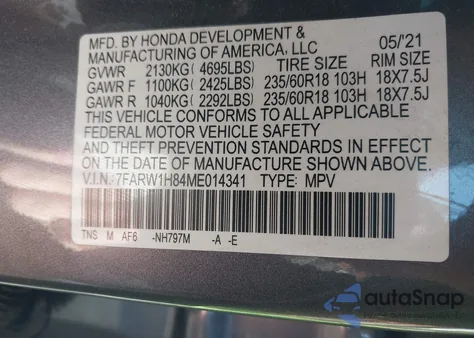 MFD. BY HONDA DEVELOPMENT & 05/'21
MANUFACTURING OF AMERICA, LLC
GVWR 2130KG( 4695LBS) TIRE SIZE RIM SIZE
GAWR F 1100KG( 2425LBS) 235/60R18 103H 18X7.5J
GAWR R 1040KG( 2292LBS) 235/60R18 103H 18X7.5J
THIS VEHICLE CONFORMS TO ALL APPLICABLE
FEDERAL MOTOR VEHICLE SAFETY
AND THEFT PREVENTION STANDARDS IN EFFECT
ON THE DATE OF MANUFACTURE SHOWN ABOVE.
V.I.N.:7FARW1H84ME014341 TYPE: MPV
TNS M AF6 -NH797M -A -E
autoSnap